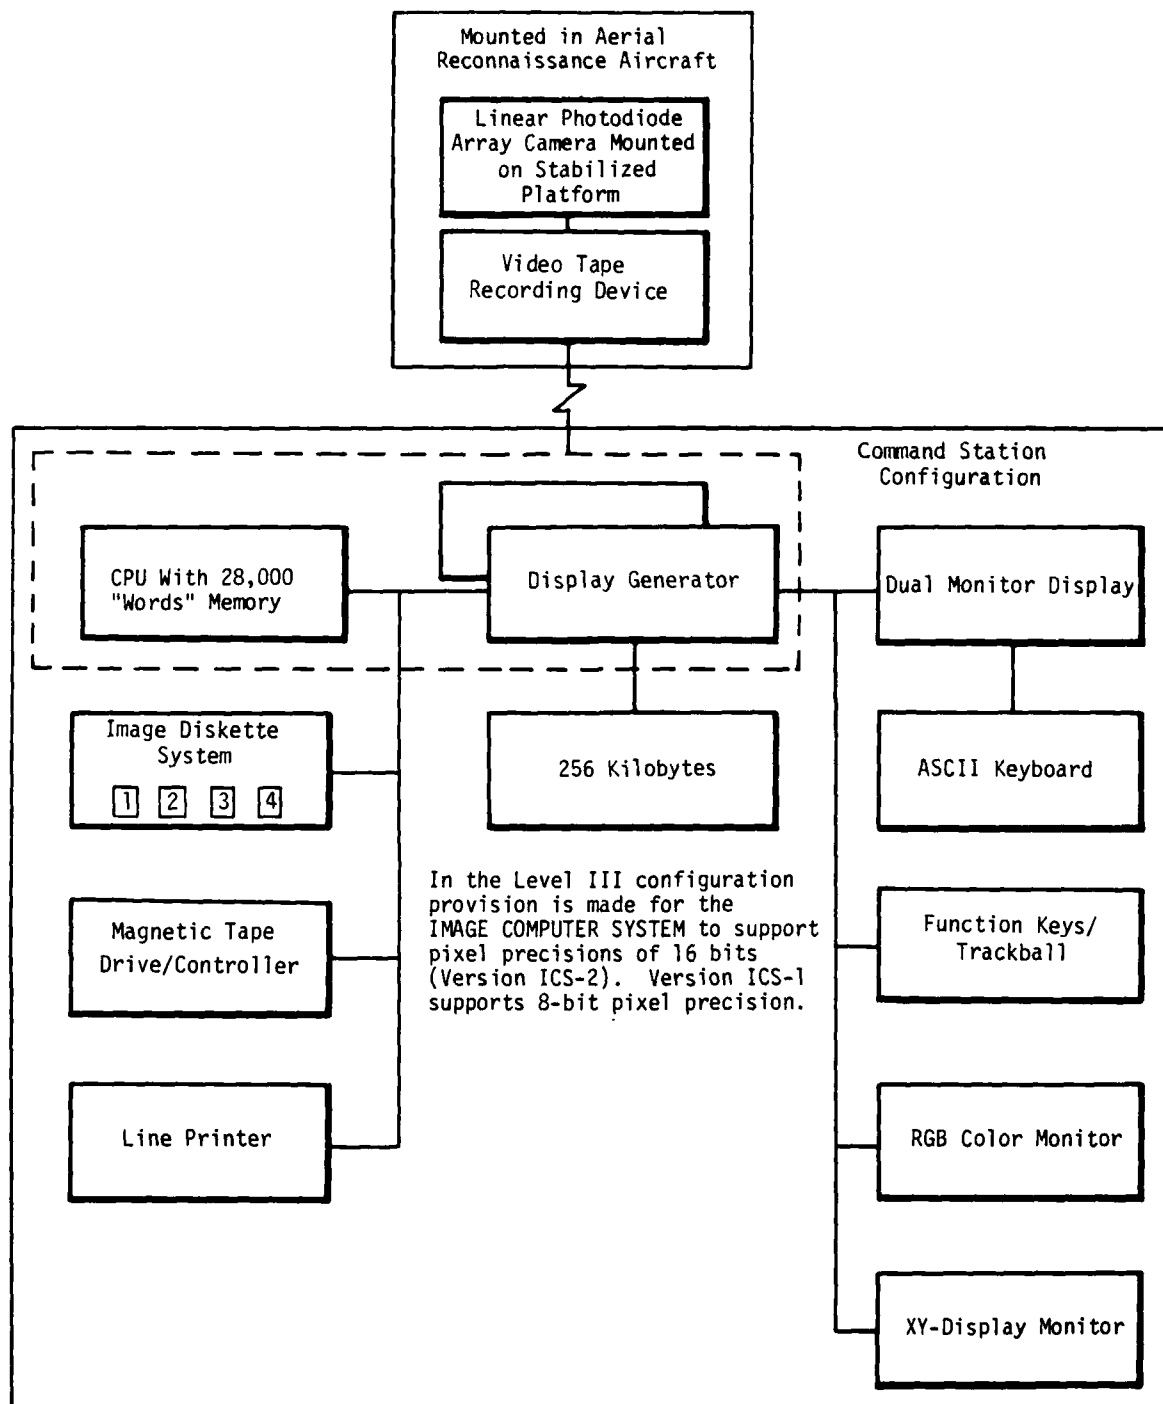 Mounted in Aerial
Reconnaissance Aircraft
Linear Photodiode
Array Camera Mounted
on Stabilized
Platform
Video Tape
Recording Device
Command Station
Configuration
CPU With 28,000
"Words" Memory
Display Generator
Dual Monitor Display
Image Diskette
System
1 2 3 4
256 Kilobytes
ASCII Keyboard
In the Level III configuration
provision is made for the
IMAGE COMPUTER SYSTEM to support
pixel precisions of 16 bits
(Version ICS-2).  Version ICS-1
supports 8-bit pixel precision.
Magnetic Tape
Drive/Controller
Function Keys/
Trackball
Line Printer
RGB Color Monitor
XY-Display Monitor